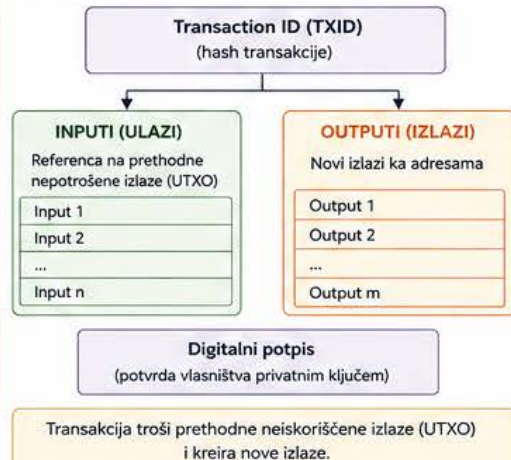 Transaction ID (TXID)
(hash transakcije)
INPUTI (ULAZI)
Referenca na prethodne
nepotrošene izlaze (UTXO)
Input 1
Input 2
...
Input n
OUTPUTI (IZLAZI)
Novi izlazi ka adresama
Output 1
Output 2
...
Output m
Digitalni potpis
(potvrda vlasništva privatnim ključem)
Transakcija troši prethodne neiskoriščene izlaze (UTXO)
i kreira nove izlaze.